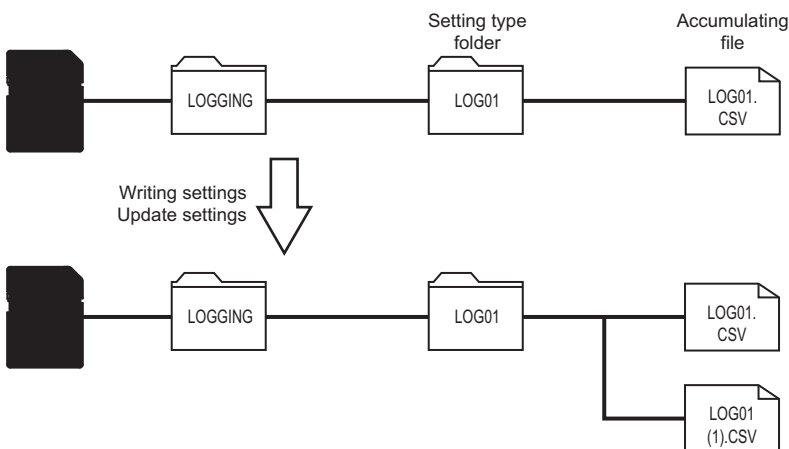 Setting type
folder
Accumulating
file
LOGGING
LOG01
LOG01.
CSV
Writing settings
Update settings
LOGGING
LOG01
LOG01.
CSV
LOG01
(1).CSV